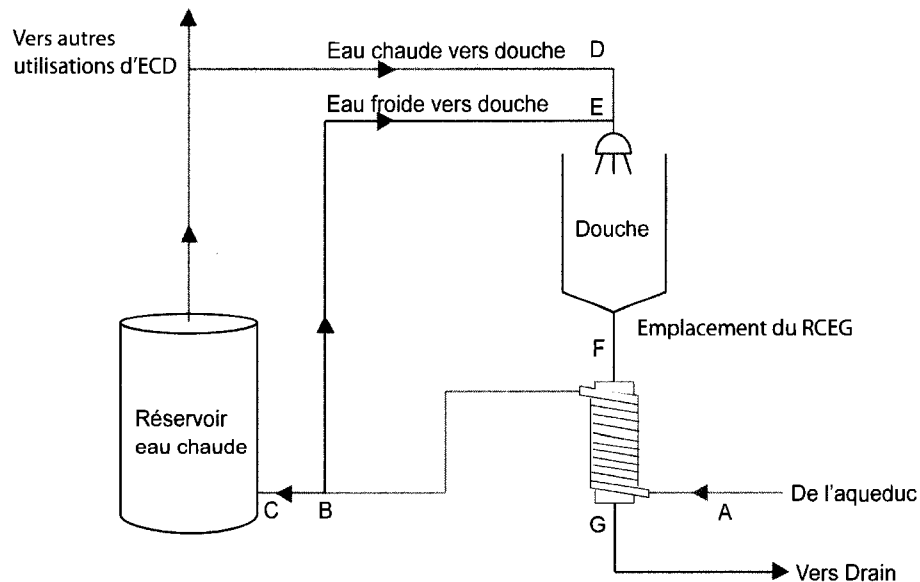 Vers autres
utilisations d'ECD
Eau chaude vers douche
D
Eau froide vers douche
E
Douche
Emplacement du RCEG
F
Réservoir
eau chaude
De l'aqueduc
C
B
A
G
Vers Drain